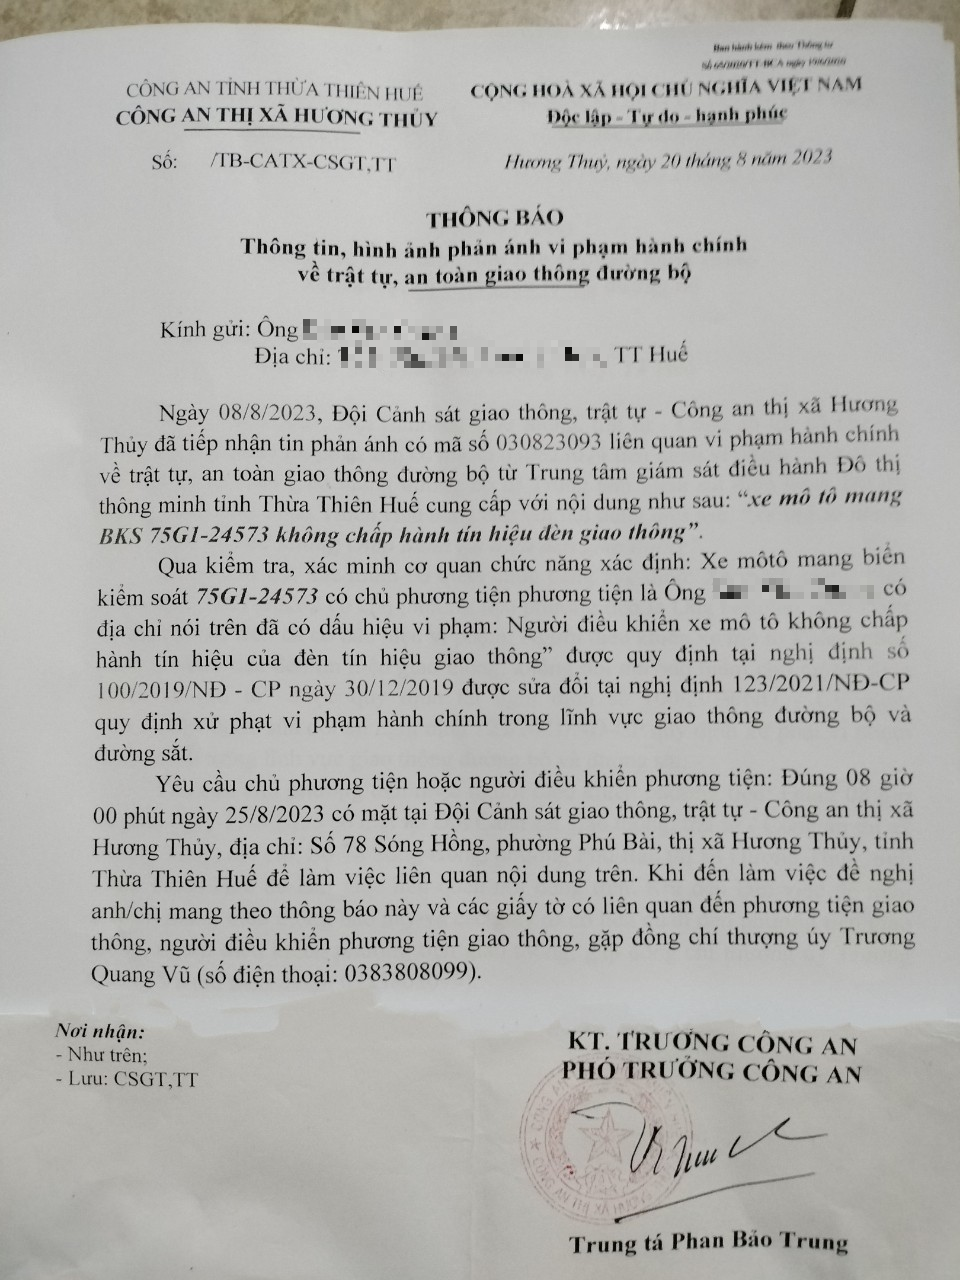 Ban hành kèm theo Thông tư
CÔNG AN TỈNH THỪA THIÊN HUẾ
CỘNG HOÀ XÃ HỘI CHỦ NGHĨA VIỆT NAM
CÔNG AN THỊ XÃ HƯƠNG THỦY
Độc lập - Tự do - hạnh phúc
Số: /TB-CATX-CSGT,TT
Hương Thuỷ, ngày 20 tháng 8 năm 2023
THÔNG BÁO
Thông tin, hình ảnh phản ánh vi phạm hành chính
về trật tự, an toàn giao thông đường bộ
Kính gửi: Ông
Địa chỉ: TT Huế
Ngày 08/8/2023, Đội Cảnh sát giao thông, trật tự - Công an thị xã Hương
Thủy đã tiếp nhận tin phản ánh có mã số 030823093 liên quan vi phạm hành chính
về trật tự, an toàn giao thông đường bộ từ Trung tâm giám sát điều hành Đô thị
thông minh tỉnh Thừa Thiên Huế cung cấp với nội dung như sau: “xe mô tô mang
BKS 75G1-24573 không chấp hành tín hiệu đèn giao thông”.
Qua kiểm tra, xác minh cơ quan chức năng xác định: Xe môtô mang biển
kiểm soát 75G1-24573 có chủ phương tiện phương tiện là Ông có
địa chỉ nói trên đã có dấu hiệu vi phạm: Người điều khiển xe mô tô không chấp
hành tín hiệu của đèn tín hiệu giao thông” được quy định tại nghị định số
100/2019/NĐ - CP ngày 30/12/2019 được sửa đổi tại nghị định 123/2021/NĐ-CP
quy định xử phạt vi phạm hành chính trong lĩnh vực giao thông đường bộ và
đường sắt.
Yêu cầu chủ phương tiện hoặc người điều khiển phương tiện: Đúng 08 giờ
00 phút ngày 25/8/2023 có mặt tại Đội Cảnh sát giao thông, trật tự - Công an thị xã
Hương Thủy, địa chỉ: Số 78 Sóng Hồng, phường Phú Bài, thị xã Hương Thủy, tỉnh
Thừa Thiên Huế để làm việc liên quan nội dung trên. Khi đến làm việc đề nghị
anh/chị mang theo thông báo này và các giấy tờ có liên quan đến phương tiện giao
thông, người điều khiển phương tiện giao thông, gặp đồng chí thượng úy Trương
Quang Vũ (số điện thoại: 0383808099).
Nơi nhận:
- Như trên;
- Lưu: CSGT,TT
KT. TRƯỞNG CÔNG AN
PHÓ TRƯỞNG CÔNG AN
Trung tá Phan Bảo Trung